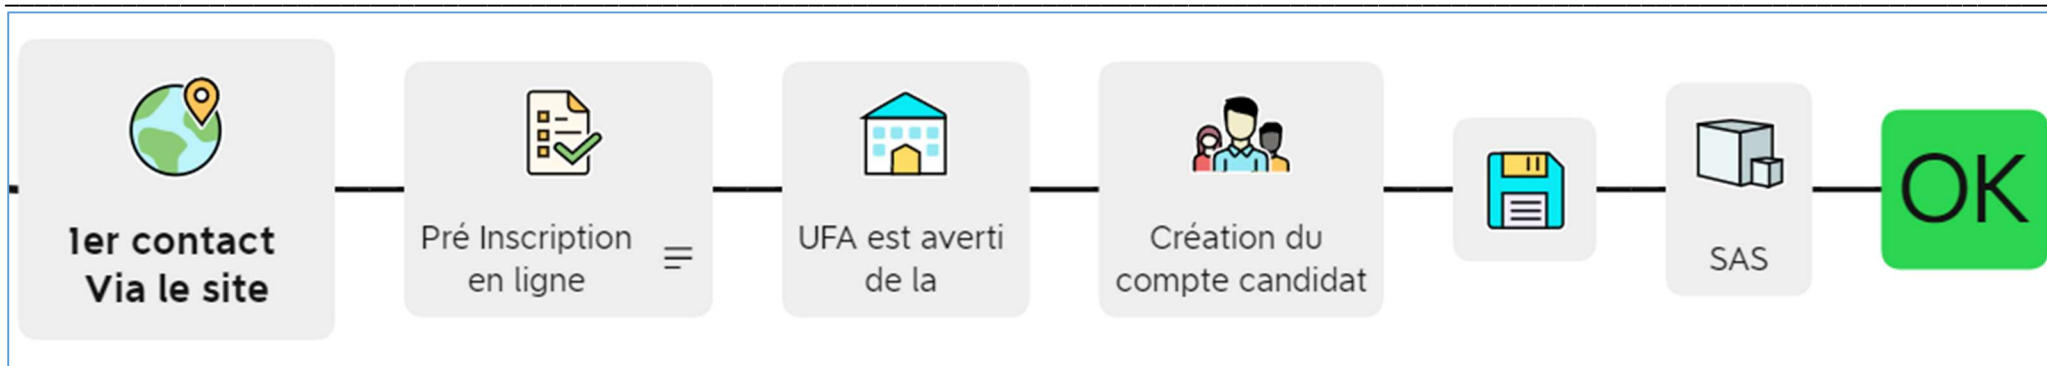 1er contact
Via le site
Pré Inscription
en ligne
UFA est averti
de la
Création du
compte candidat
SAS
OK